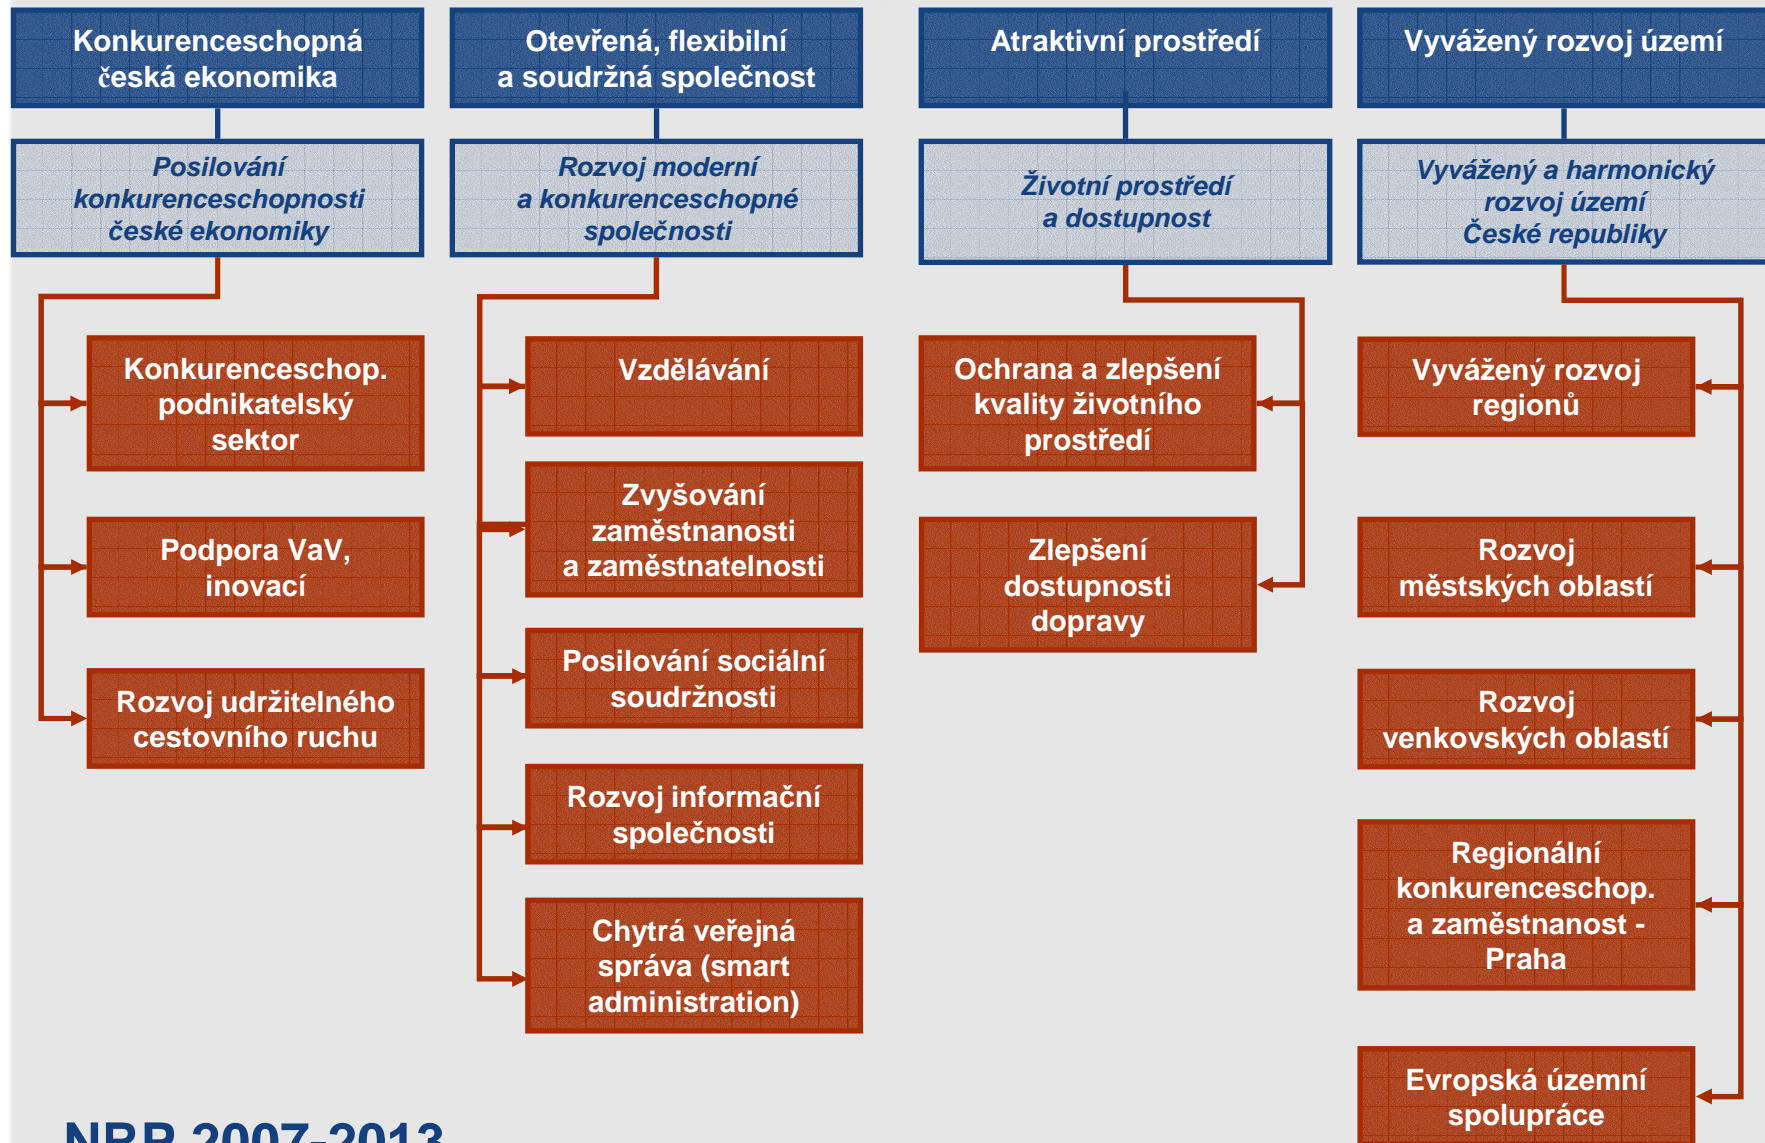 Konkurenceschopná
česká ekonomika
Posilování
konkurenceschopnosti
české ekonomiky
Konkurenceschop.
podnikatelský
sektor
Podpora VaV,
inovací
Rozvoj udržitelného
cestovního ruchu
Otevřená, flexibilní
a soudržná společnost
Rozvoj moderní
a konkurenceschopné
společnosti
Vzdělávání
Zvyšování
zaměstnanosti
a zaměstnatelnosti
Posilování sociální
soudržnosti
Rozvoj informační
společnosti
Chytrá veřejná
správa (smart
administration)
Atraktivní prostředí
Životní prostředí
a dostupnost
Ochrana a zlepšení
kvality životního
prostředí
Zlepšení
dostupnosti
dopravy
Vyvážený rozvoj území
Vyvážený a harmonický
rozvoj území
České republiky
Vyvážený rozvoj
regionů
Rozvoj
městských oblastí
Rozvoj
venkovských oblastí
Regionální
konkurenceschop.
a zaměstnanost -
Praha
Evropská územní
spolupráce
NRP 2007-2013